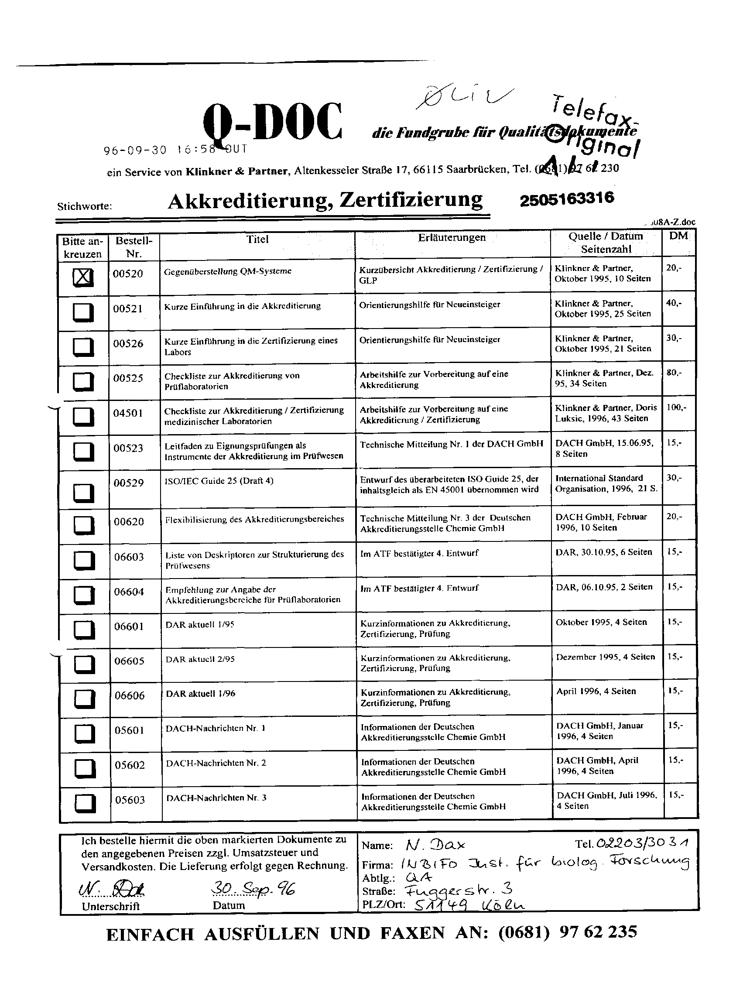 Telefax-
Original
Q-DOC
die Fundgrube für Qualitätsdokumente
96-09-30 16:58 OUT
ein Service von Klinkner & Partner, Altenkesseler Straße 17, 66115 Saarbrücken, Tel. (0681) 97 62 230
Stichworte: Akkreditierung, Zertifizierung 2505163316
Bitte an-kreuzen Bestell-Nr. Titel Erläuterungen Quelle / Datum Seitenzahl DM
X 00520 Gegenüberstellung QM-Systeme Kurzübersicht Akkreditierung / Zertifizierung / GLP Klinkner & Partner, Oktober 1995, 10 Seiten 20,-
00521 Kurze Einführung in die Akkreditierung Orientierungshilfe für Neueinsteiger Klinkner & Partner, Oktober 1995, 25 Seiten 40,-
00526 Kurze Einführung in die Zertifizierung eines Labors Orientierungshilfe für Neueinsteiger Klinkner & Partner, Oktober 1995, 21 Seiten 30,-
00525 Checkliste zur Akkreditierung von Prüflaboratorien Arbeitshilfe zur Vorbereitung auf eine Akkreditierung Klinkner & Partner, Dez. 95, 34 Seiten 80,-
04501 Checkliste zur Akkreditierung / Zertifizierung medizinischer Laboratorien Arbeitshilfe zur Vorbereitung auf eine Akkreditierung / Zertifizierung Klinkner & Partner, Doris Luksic, 1996, 43 Seiten 100,-
00523 Leitfaden zu Eignungsprüfungen als Instrumente der Akkreditierung im Prüfwesen Technische Mitteilung Nr. 1 der DACH GmbH DACH GmbH, 15.06.95, 8 Seiten 15,-
00529 ISO/IEC Guide 25 (Draft 4) Entwurf des überarbeiteten ISO Guide 25, der inhaltsgleich als EN 45001 übernommen wird International Standard Organisation, 1996, 21 S. 30,-
00620 Flexibilisierung des Akkreditierungsbereiches Technische Mitteilung Nr. 3 der Deutschen Akkreditierungsstelle Chemie GmbH DACH GmbH, Februar 1996, 10 Seiten 20,-
06603 Liste von Deskriptoren zur Strukturierung des Prüfwesens Im ATF bestätigter 4. Entwurf DAR, 30.10.95, 6 Seiten 15,-
06604 Empfehlung zur Angabe der Akkreditierungsbereiche für Prüflaboratorien Im ATF bestätigter 4. Entwurf DAR, 06.10.95, 2 Seiten 15,-
06601 DAR aktuell 1/95 Kurzinformationen zu Akkreditierung, Zertifizierung, Prüfung Oktober 1995, 4 Seiten 15,-
06605 DAR aktuell 2/95 Kurzinformationen zu Akkreditierung, Zertifizierung, Prüfung Dezember 1995, 4 Seiten 15,-
06606 DAR aktuell 1/96 Kurzinformationen zu Akkreditierung, Zertifizierung, Prüfung April 1996, 4 Seiten 15,-
05601 DACH-Nachrichten Nr. 1 Informationen der Deutschen Akkreditierungsstelle Chemie GmbH DACH GmbH, Januar 1996, 4 Seiten 15,-
05602 DACH-Nachrichten Nr. 2 Informationen der Deutschen Akkreditierungsstelle Chemie GmbH DACH GmbH, April 1996, 4 Seiten 15,-
05603 DACH-Nachrichten Nr. 3 Informationen der Deutschen Akkreditierungsstelle Chemie GmbH DACH GmbH, Juli 1996, 4 Seiten 15,-
Ich bestelle hiermit die oben markierten Dokumente zu
den angegebenen Preisen zzgl. Umsatzsteuer und
Versandkosten. Die Lieferung erfolgt gegen Rechnung.
30. Sep. 96
Unterschrift Datum
Name: N. Dax Tel. 02203/3031
Firma: INBIFO Inst. für biolog. Forschung
Abtlg.: QA
Straße: Fuggerstr. 3
PLZ/Ort: 51149 Köln
EINFACH AUSFÜLLEN UND FAXEN AN: (0681) 97 62 235